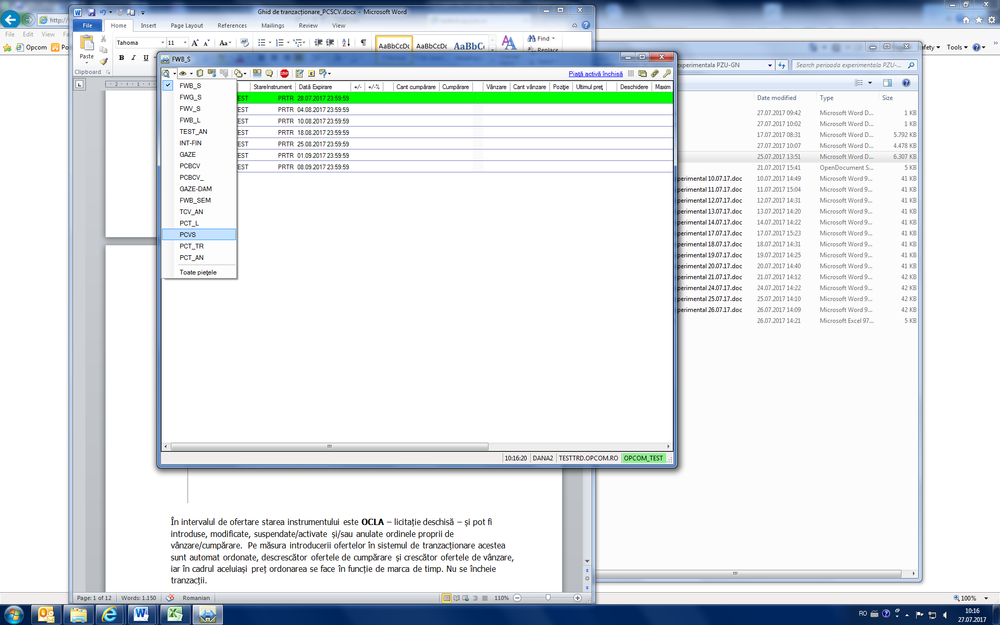 Ghid de tranzacționare_PCSCV.docx - Microsoft Word
http://
File Edit View Fa
Opcom Po
File Home Insert Page Layout References Mailings Review View
Paste
Clipboard
Tahoma 11
B I U
AaBbCcDc AaBbCcDc AaBbC
Find
Replace
afety Tools
xperimentala PZU-GN
Search perioada experimentala PZU-...
FWB_S
Piaţă activă închisă
StareInstrument Dată Expirare +/- +/-% Cant cumpărare Cumpărare Vânzare Cant vânzare Poziţie Ultimul preţ Deschidere Maxim
EST PRTR 28.07.2017 23:59:59
EST PRTR 04.08.2017 23:59:59
EST PRTR 10.08.2017 23:59:59
EST PRTR 18.08.2017 23:59:59
EST PRTR 25.08.2017 23:59:59
EST PRTR 01.09.2017 23:59:59
EST PRTR 08.09.2017 23:59:59
FWB_S
FWG_S
FWV_S
FWB_L
TEST_AN
INT-FIN
GAZE
PCBCV
PCBCV_
GAZE-DAM
FWB_SEM
TCV_AN
PCT_L
PCVS
PCT_TR
PCT_AN
Toate pieţele
10:16:20 DANA2 TESTTRD.OPCOM.RO OPCOM_TEST
Date modified Type Size
27.07.2017 09:42 Microsoft Word D... 1 KB
27.07.2017 10:02 Microsoft Word D... 1 KB
17.07.2017 08:31 Microsoft Word D... 5.792 KB
27.07.2017 10:07 Microsoft Word D... 4.478 KB
25.07.2017 13:51 Microsoft Word D... 6.307 KB
21.07.2017 15:41 OpenDocument S... 5 KB
perimental 10.07.17.doc 10.07.2017 14:49 Microsoft Word 9... 41 KB
perimental 11.07.17.doc 11.07.2017 15:04 Microsoft Word 9... 41 KB
perimental 12.07.17.doc 12.07.2017 14:31 Microsoft Word 9... 41 KB
perimental 13.07.17.doc 13.07.2017 14:20 Microsoft Word 9... 41 KB
perimental 14.07.17.doc 14.07.2017 14:22 Microsoft Word 9... 41 KB
perimental 17.07.17.doc 17.07.2017 15:23 Microsoft Word 9... 41 KB
perimental 18.07.17.doc 18.07.2017 14:31 Microsoft Word 9... 41 KB
perimental 19.07.17.doc 19.07.2017 14:25 Microsoft Word 9... 41 KB
perimental 20.07.17.doc 20.07.2017 14:40 Microsoft Word 9... 41 KB
perimental 21.07.17.doc 21.07.2017 14:12 Microsoft Word 9... 42 KB
perimental 24.07.17.doc 24.07.2017 14:22 Microsoft Word 9... 42 KB
perimental 25.07.17.doc 25.07.2017 14:10 Microsoft Word 9... 42 KB
perimental 26.07.17.doc 26.07.2017 14:09 Microsoft Word 9... 42 KB
26.07.2017 14:21 Microsoft Excel 97... 5 KB
În intervalul de ofertare starea instrumentului este OCLA – licitație deschisă – și pot fi
introduse, modificate, suspendate/activate și/sau anulate ordinele proprii de
vânzare/cumpărare. Pe măsura introducerii ofertelor în sistemul de tranzacționare acestea
sunt automat ordonate, descrescător ofertele de cumpărare și crescător ofertele de vânzare,
iar în cadrul aceluiași preț ordonarea se face în funcție de marca de timp. Nu se încheie
tranzacții.
Page: 1 of 12 Words: 1.150 Romanian 110%
100%
RO
10:16
27.07.2017